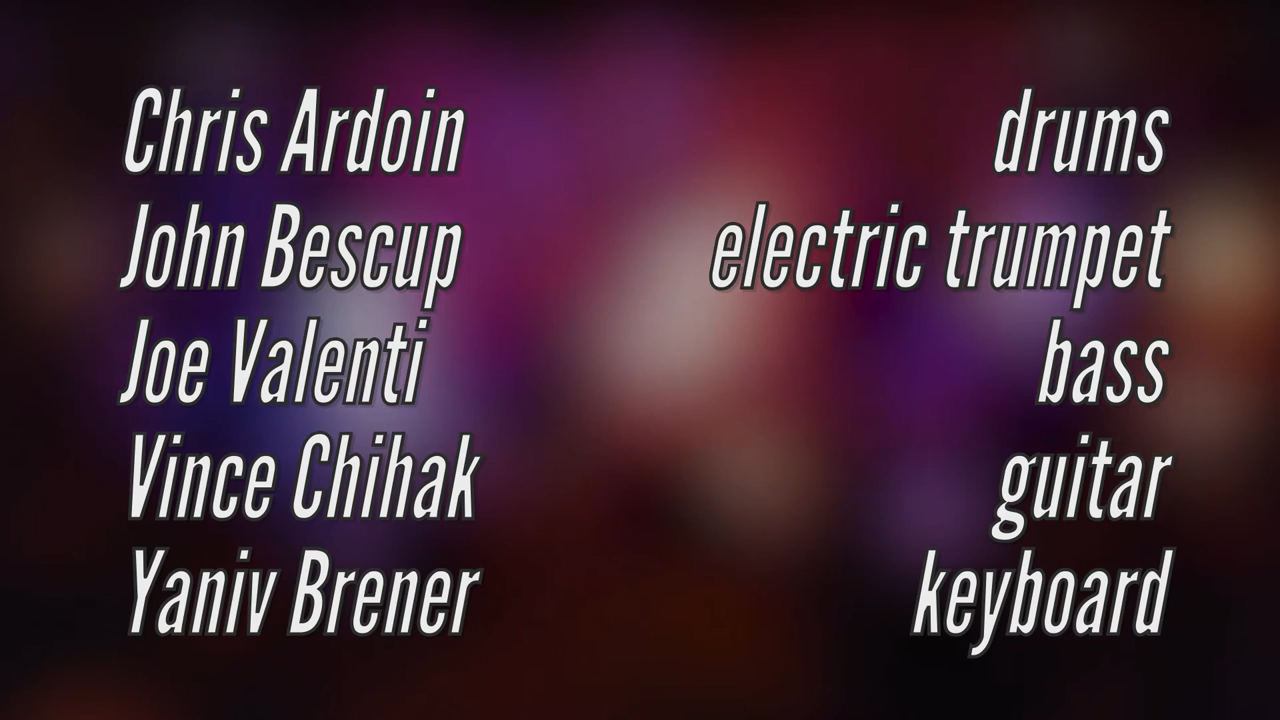 Chris Ardoin drums
John Bescup electric trumpet
Joe Valenti bass
Vince Chihak guitar
Yaniv Brener keyboard